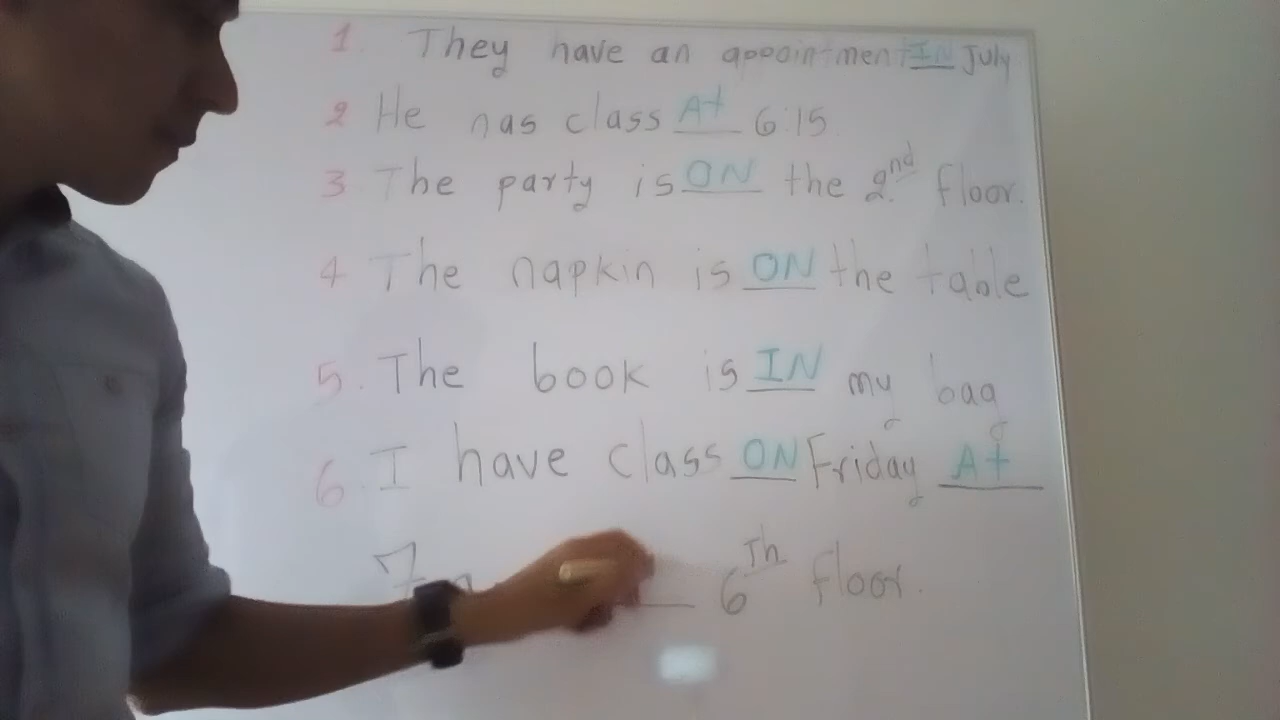 1. They have an appointment IN July
2 He has class At 6:15
3 The party is ON the 2nd floor.
4 The napkin is ON the table
5. The book is IN my bag
6. I have class ON Friday At
7 6Th floor.